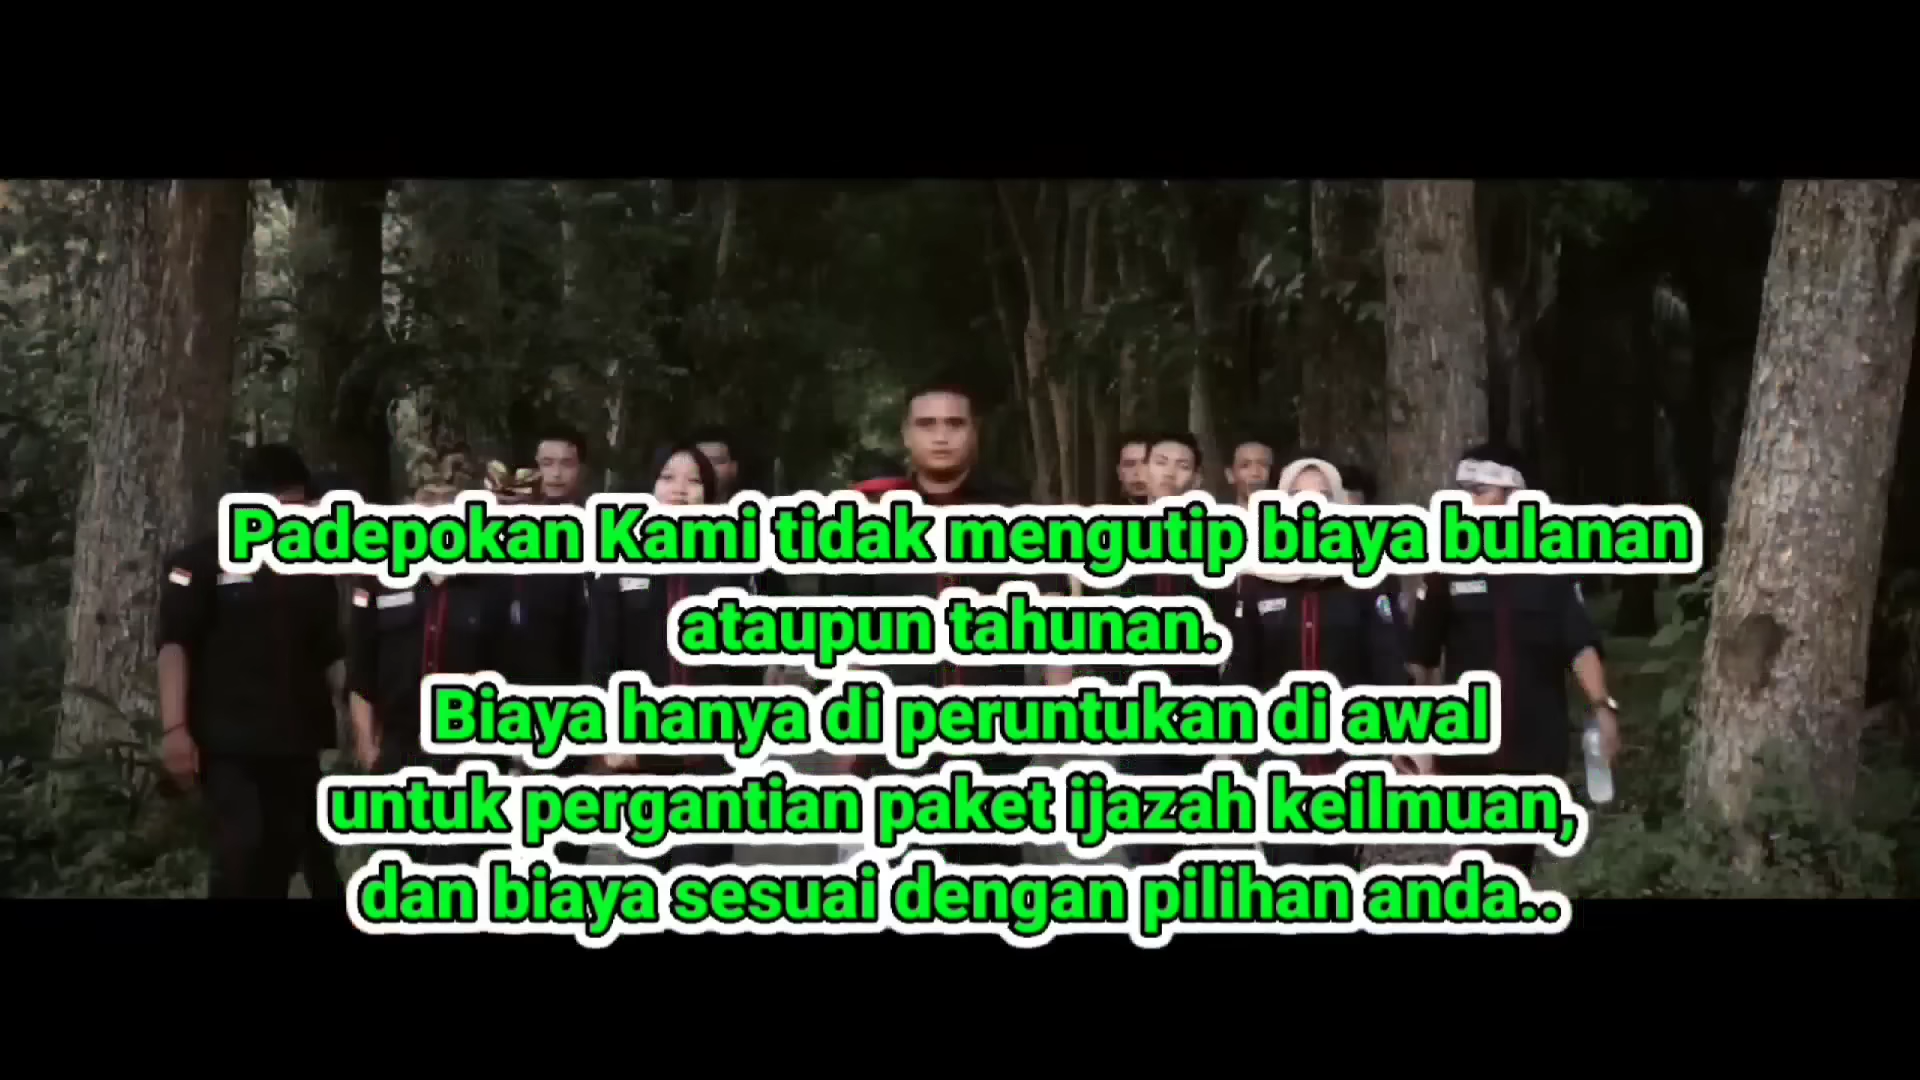 Padepokan Kami tidak mengutip biaya bulanan
ataupun tahunan.
Biaya hanya di peruntukan di awal
untuk pergantian paket ijazah keilmuan,
dan biaya sesuai dengan pilihan anda..